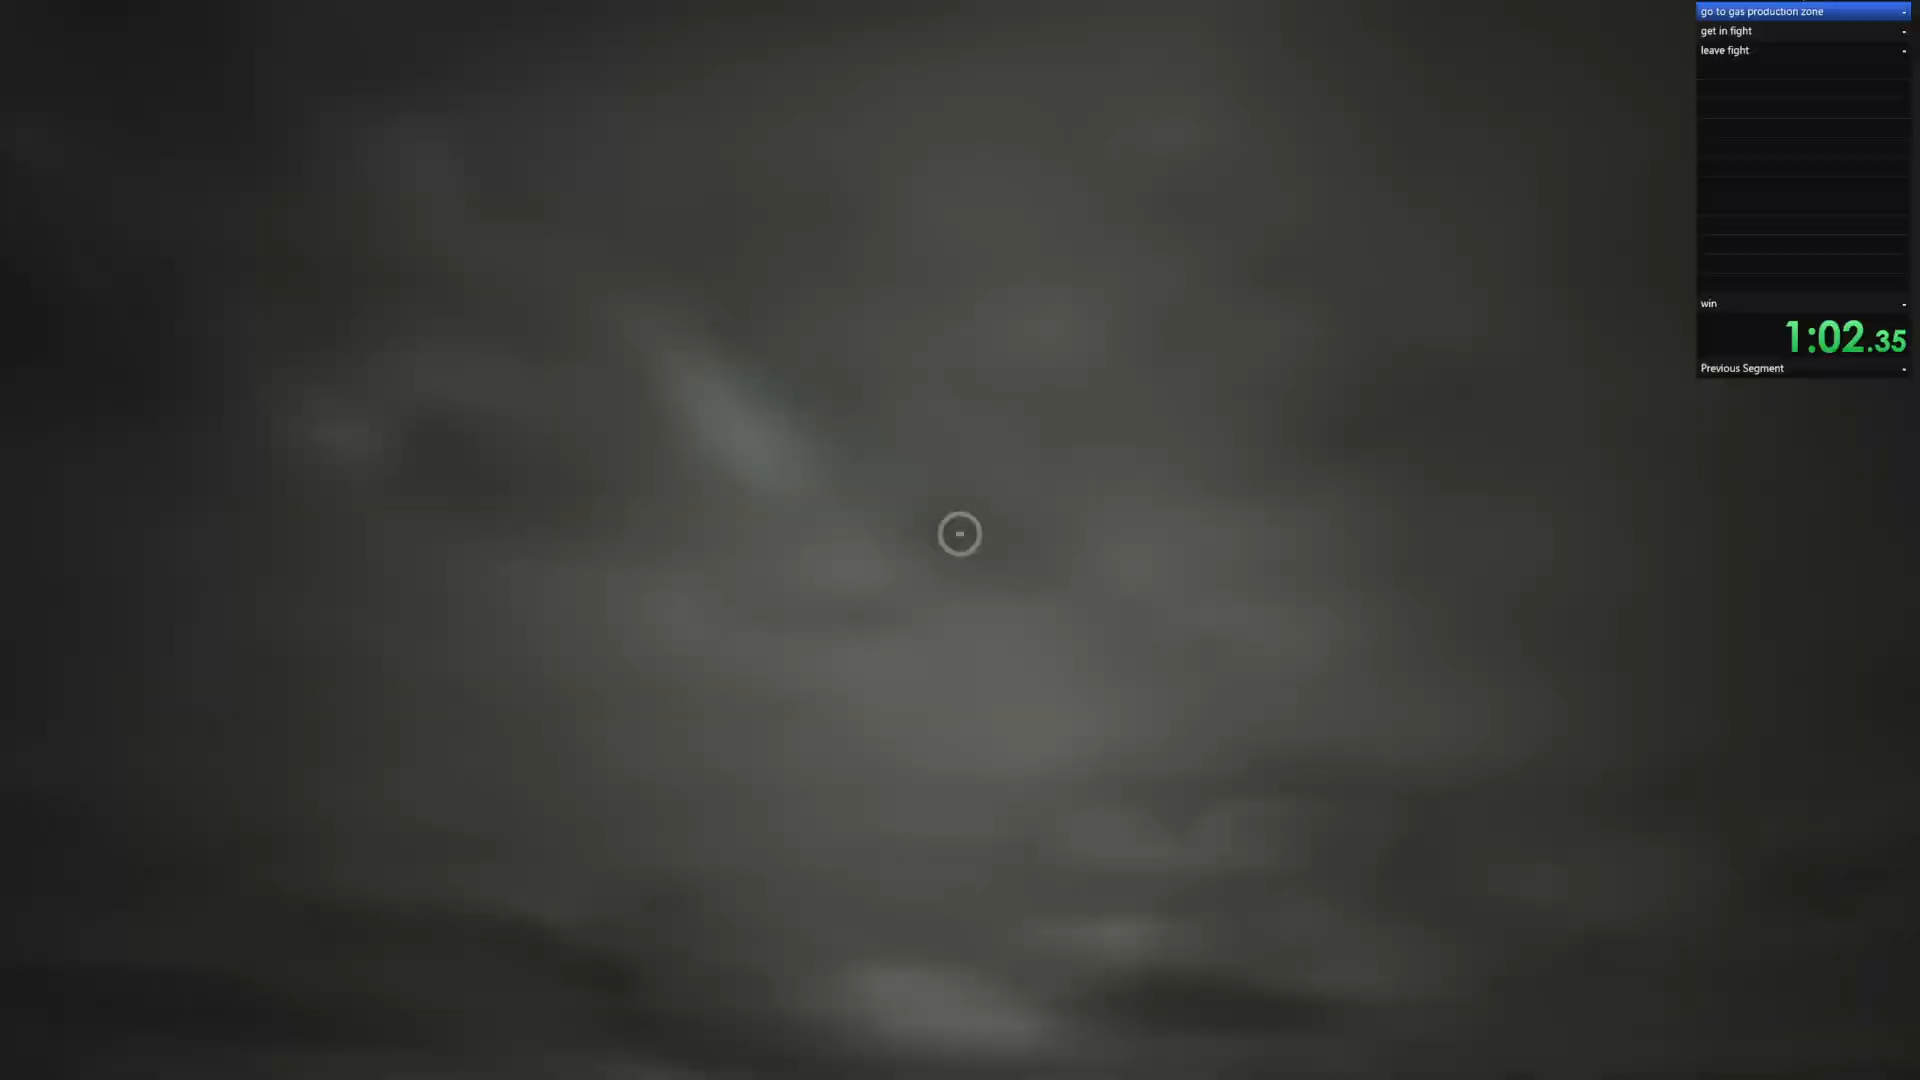 go to gas production zone -
get in fight -
leave fight -
win -
1:02.35
Previous Segment -